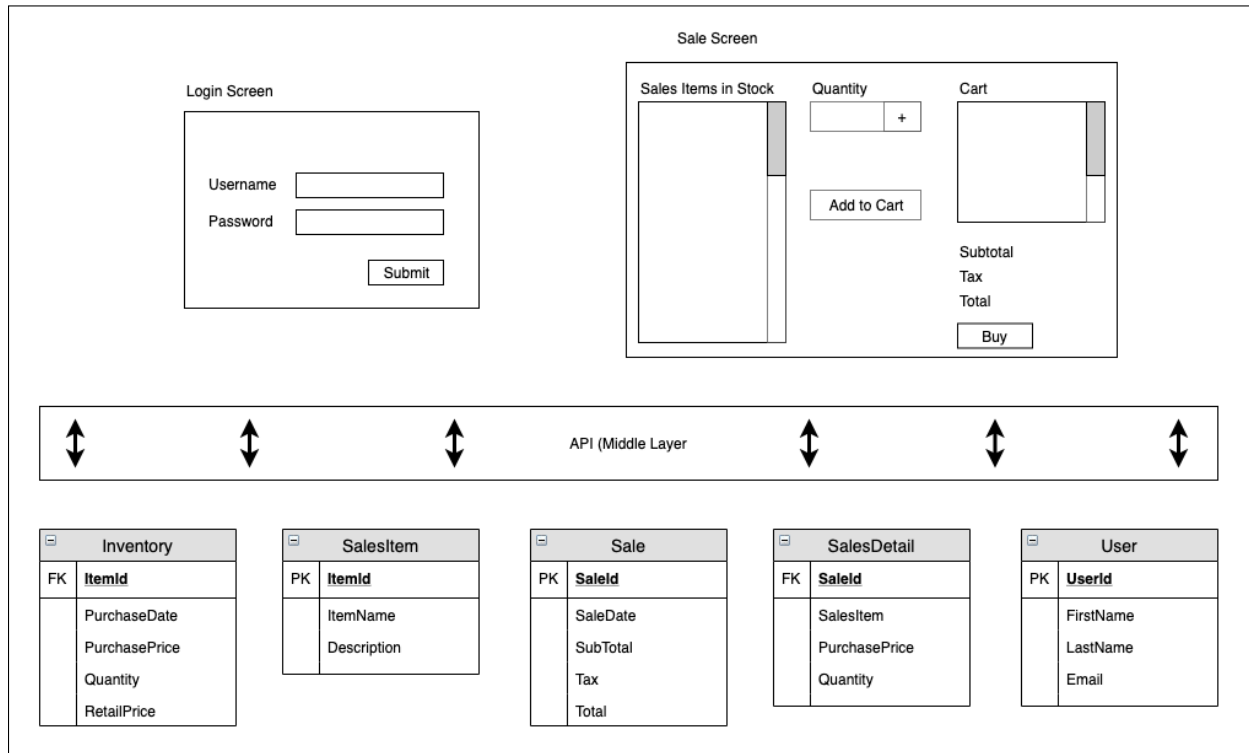 Sale Screen
Login Screen
Username
Password
Submit
Sales Items in Stock
Quantity
+
Add to Cart
Cart
Subtotal
Tax
Total
Buy
API (Middle Layer
Inventory
FK ItemId
PurchaseDate
PurchasePrice
Quantity
RetailPrice
SalesItem
PK ItemId
ItemName
Description
Sale
PK SaleId
SaleDate
SubTotal
Tax
Total
SalesDetail
FK SaleId
SalesItem
PurchasePrice
Quantity
User
PK UserId
FirstName
LastName
Email